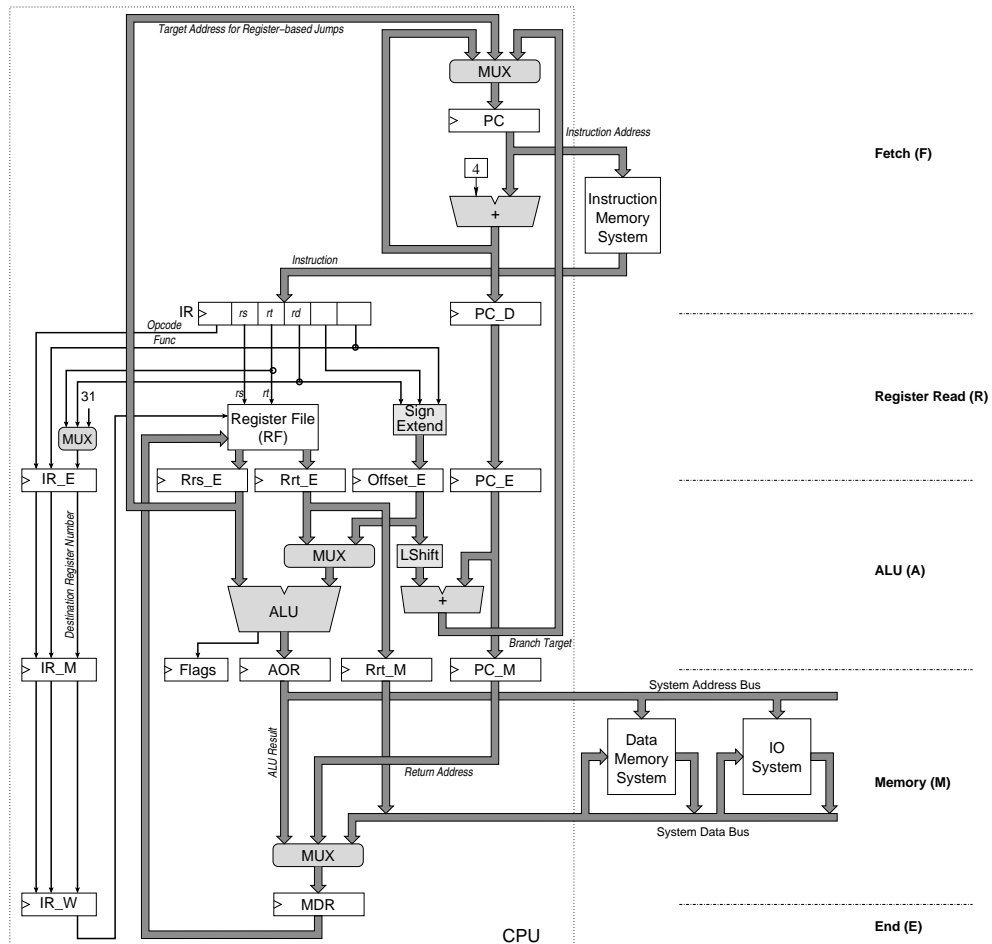 Target Address for Register-based Jumps
MUX
PC
Instruction Address
Fetch (F)
4
+
Instruction
Memory
System
Instruction
IR
rs
rt
rd
PC_D
Opcode
Func
31
rs
rt
Register Read (R)
MUX
Register File
(RF)
Sign
Extend
IR_E
Rrs_E
Rrt_E
Offset_E
PC_E
MUX
LShift
ALU (A)
Destination Register Number
ALU
+
Branch Target
IR_M
Flags
AOR
Rrt_M
PC_M
System Address Bus
ALU Result
Data
Memory
System
IO
System
Return Address
Memory (M)
System Data Bus
MUX
IR_W
MDR
End (E)
CPU